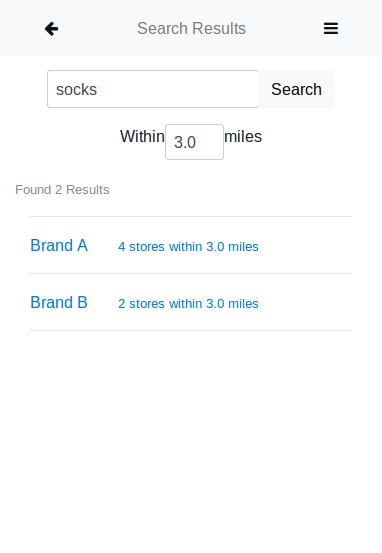 Search Results
socks Search
Within 3.0 miles
Found 2 Results
Brand A 4 stores within 3.0 miles
Brand B 2 stores within 3.0 miles